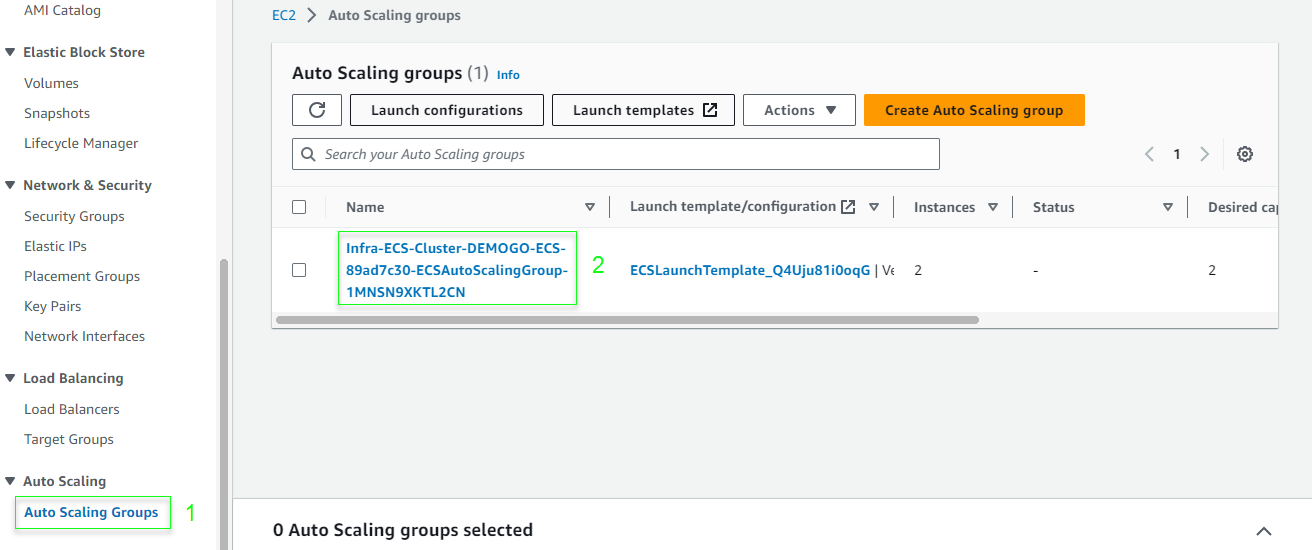 AMI Catalog
Elastic Block Store
Volumes
Snapshots
Lifecycle Manager
Network & Security
Security Groups
Elastic IPs
Placement Groups
Key Pairs
Network Interfaces
Load Balancing
Load Balancers
Target Groups
Auto Scaling
Auto Scaling Groups 1
EC2 > Auto Scaling groups
Auto Scaling groups (1) Info
Launch configurations Launch templates Actions Create Auto Scaling group
Search your Auto Scaling groups 1
Name Launch template/configuration Instances Status Desired cap
Infra-ECS-Cluster-DEMOGO-ECS-
89ad7c30-ECSAutoScalingGroup- 2 ECSLaunchTemplate_Q4Uju81i0oqG | Ve 2 - 2
1MNSN9XKTL2CN
0 Auto Scaling groups selected